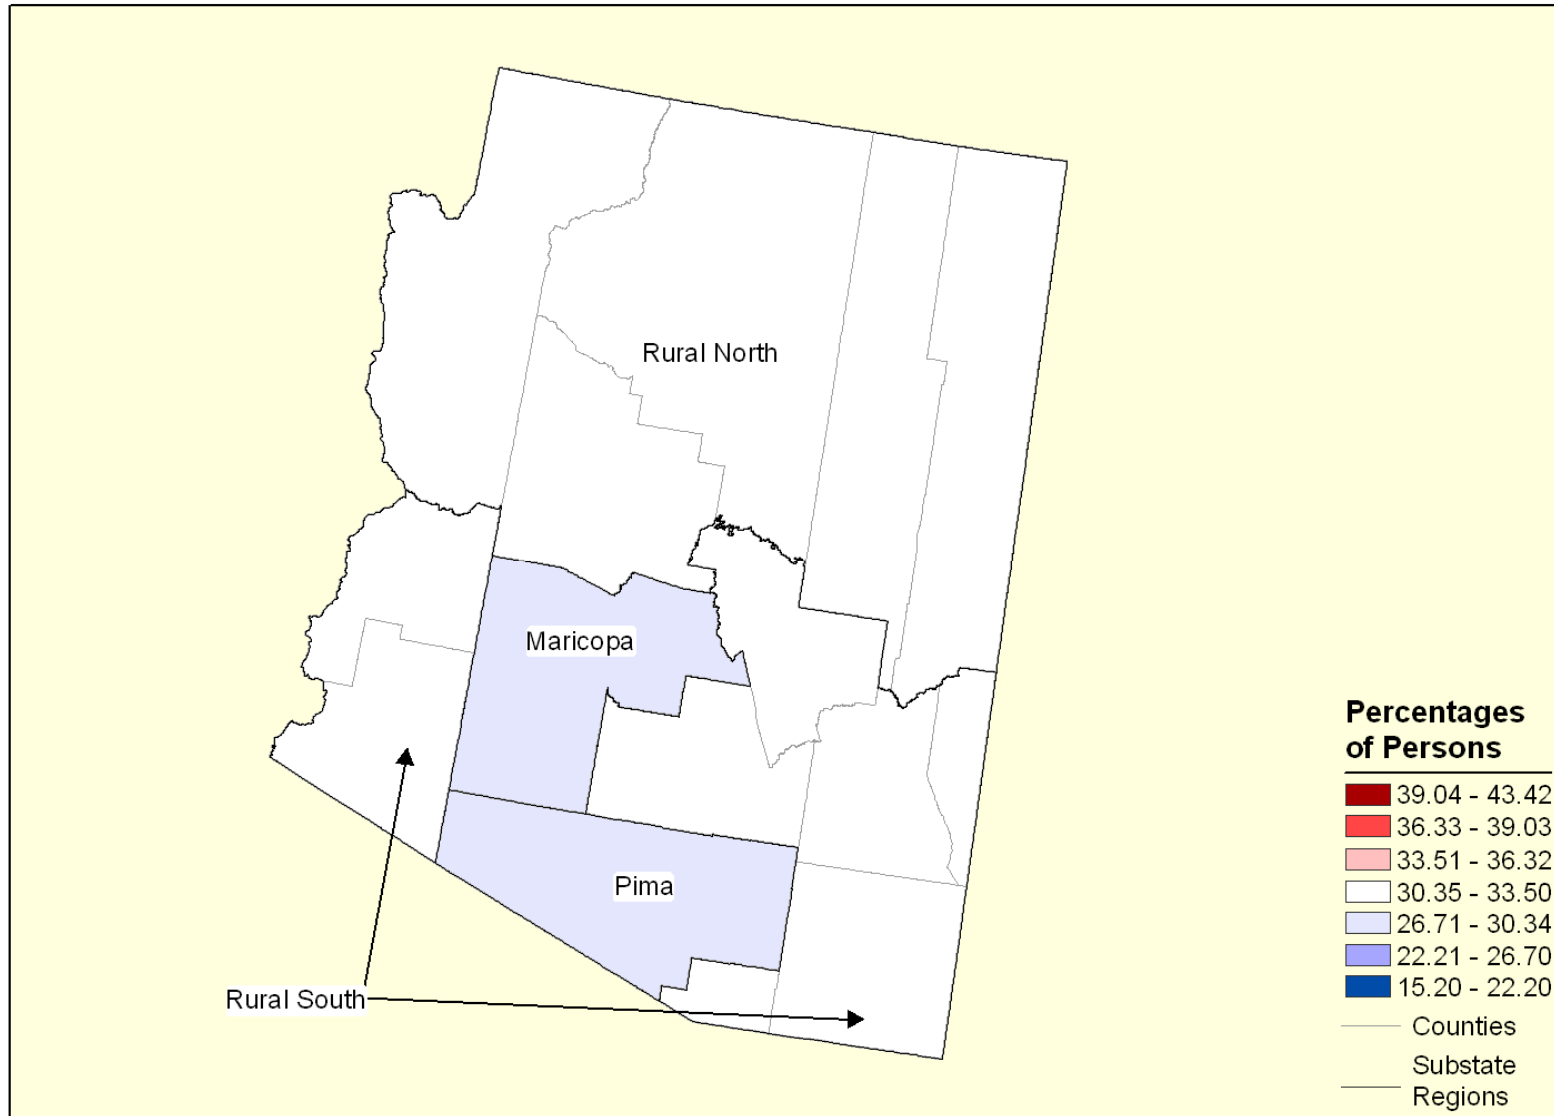 Rural North
Maricopa
Pima
Rural South
Percentages
of Persons
39.04 - 43.42
36.33 - 39.03
33.51 - 36.32
30.35 - 33.50
26.71 - 30.34
22.21 - 26.70
15.20 - 22.20
Counties
Substate
Regions